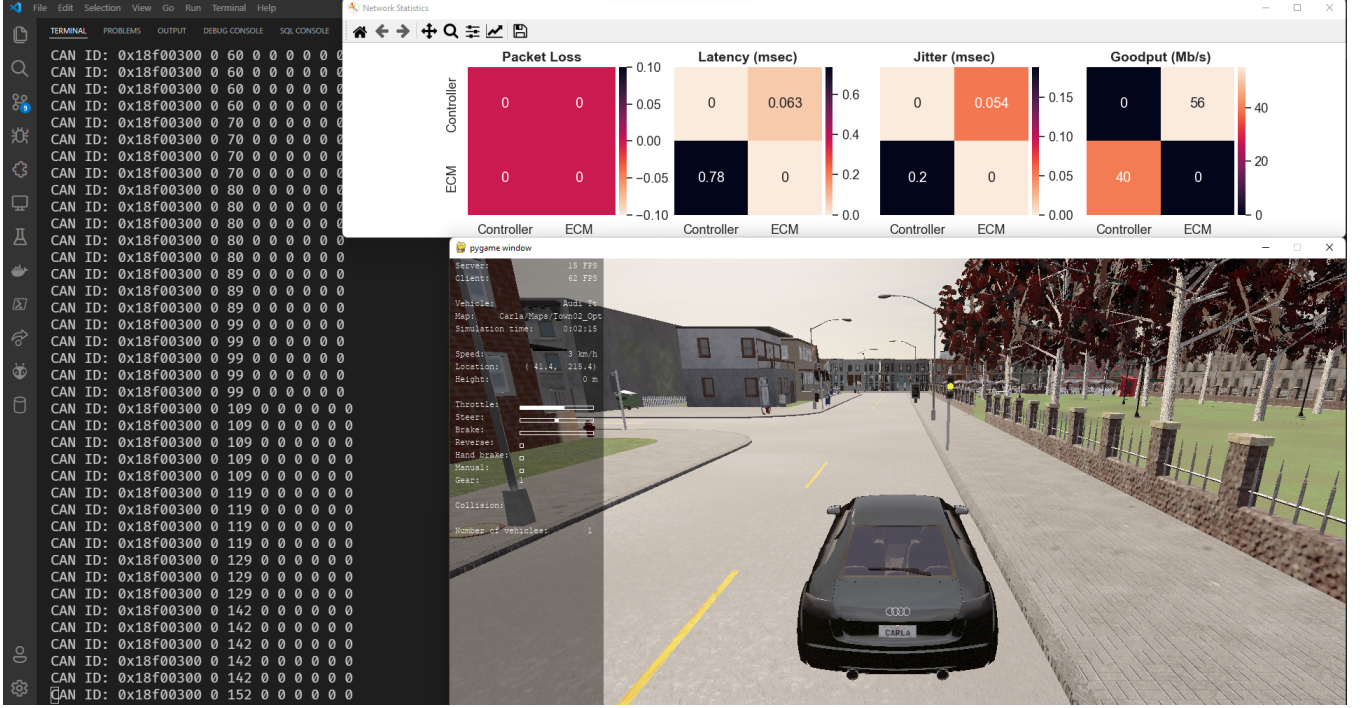 File Edit Selection View Go Run Terminal Help
TERMINAL PROBLEMS OUTPUT DEBUG CONSOLE SQL CONSOLE
9
CAN ID: 0x18f00300 0 60 0 0 0 0 0 0
CAN ID: 0x18f00300 0 60 0 0 0 0 0 0
CAN ID: 0x18f00300 0 60 0 0 0 0 0 0
CAN ID: 0x18f00300 0 60 0 0 0 0 0 0
CAN ID: 0x18f00300 0 70 0 0 0 0 0 0
CAN ID: 0x18f00300 0 70 0 0 0 0 0 0
CAN ID: 0x18f00300 0 70 0 0 0 0 0 0
CAN ID: 0x18f00300 0 70 0 0 0 0 0 0
CAN ID: 0x18f00300 0 80 0 0 0 0 0 0
CAN ID: 0x18f00300 0 80 0 0 0 0 0 0
CAN ID: 0x18f00300 0 80 0 0 0 0 0 0
CAN ID: 0x18f00300 0 80 0 0 0 0 0 0
CAN ID: 0x18f00300 0 80 0 0 0 0 0 0
CAN ID: 0x18f00300 0 89 0 0 0 0 0 0
CAN ID: 0x18f00300 0 89 0 0 0 0 0 0
CAN ID: 0x18f00300 0 89 0 0 0 0 0 0
CAN ID: 0x18f00300 0 99 0 0 0 0 0 0
CAN ID: 0x18f00300 0 99 0 0 0 0 0 0
CAN ID: 0x18f00300 0 99 0 0 0 0 0 0
CAN ID: 0x18f00300 0 99 0 0 0 0 0 0
CAN ID: 0x18f00300 0 99 0 0 0 0 0 0
CAN ID: 0x18f00300 0 109 0 0 0 0 0 0
CAN ID: 0x18f00300 0 109 0 0 0 0 0 0
CAN ID: 0x18f00300 0 109 0 0 0 0 0 0
CAN ID: 0x18f00300 0 109 0 0 0 0 0 0
CAN ID: 0x18f00300 0 109 0 0 0 0 0 0
CAN ID: 0x18f00300 0 119 0 0 0 0 0 0
CAN ID: 0x18f00300 0 119 0 0 0 0 0 0
CAN ID: 0x18f00300 0 119 0 0 0 0 0 0
CAN ID: 0x18f00300 0 119 0 0 0 0 0 0
CAN ID: 0x18f00300 0 129 0 0 0 0 0 0
CAN ID: 0x18f00300 0 129 0 0 0 0 0 0
CAN ID: 0x18f00300 0 129 0 0 0 0 0 0
CAN ID: 0x18f00300 0 142 0 0 0 0 0 0
CAN ID: 0x18f00300 0 142 0 0 0 0 0 0
CAN ID: 0x18f00300 0 142 0 0 0 0 0 0
CAN ID: 0x18f00300 0 142 0 0 0 0 0 0
CAN ID: 0x18f00300 0 142 0 0 0 0 0 0
CAN ID: 0x18f00300 0 152 0 0 0 0 0 0
Network Statistics
Packet Loss
Controller 0 0
ECM 0 0
Controller ECM
0.10
0.05
0.00
−0.05
−0.10
Latency (msec)
0 0.063
0.78 0
Controller ECM
0.6
0.4
0.2
0.0
Jitter (msec)
0 0.054
0.2 0
Controller ECM
0.15
0.10
0.05
0.00
Goodput (Mb/s)
0 56
40 0
Controller ECM
40
20
0
pygame window
Server: 15 FPS
Client: 62 FPS
Vehicle: Audi Tt
Map: Carla/Maps/Town02_Opt
Simulation time: 0:02:15
Speed: 3 km/h
Location: ( 41.4, 215.4)
Height: 0 m
Throttle:
Steer:
Brake:
Reverse:
Hand brake:
Manual:
Gear: 1
Collision:
Number of vehicles: 1
CARLA